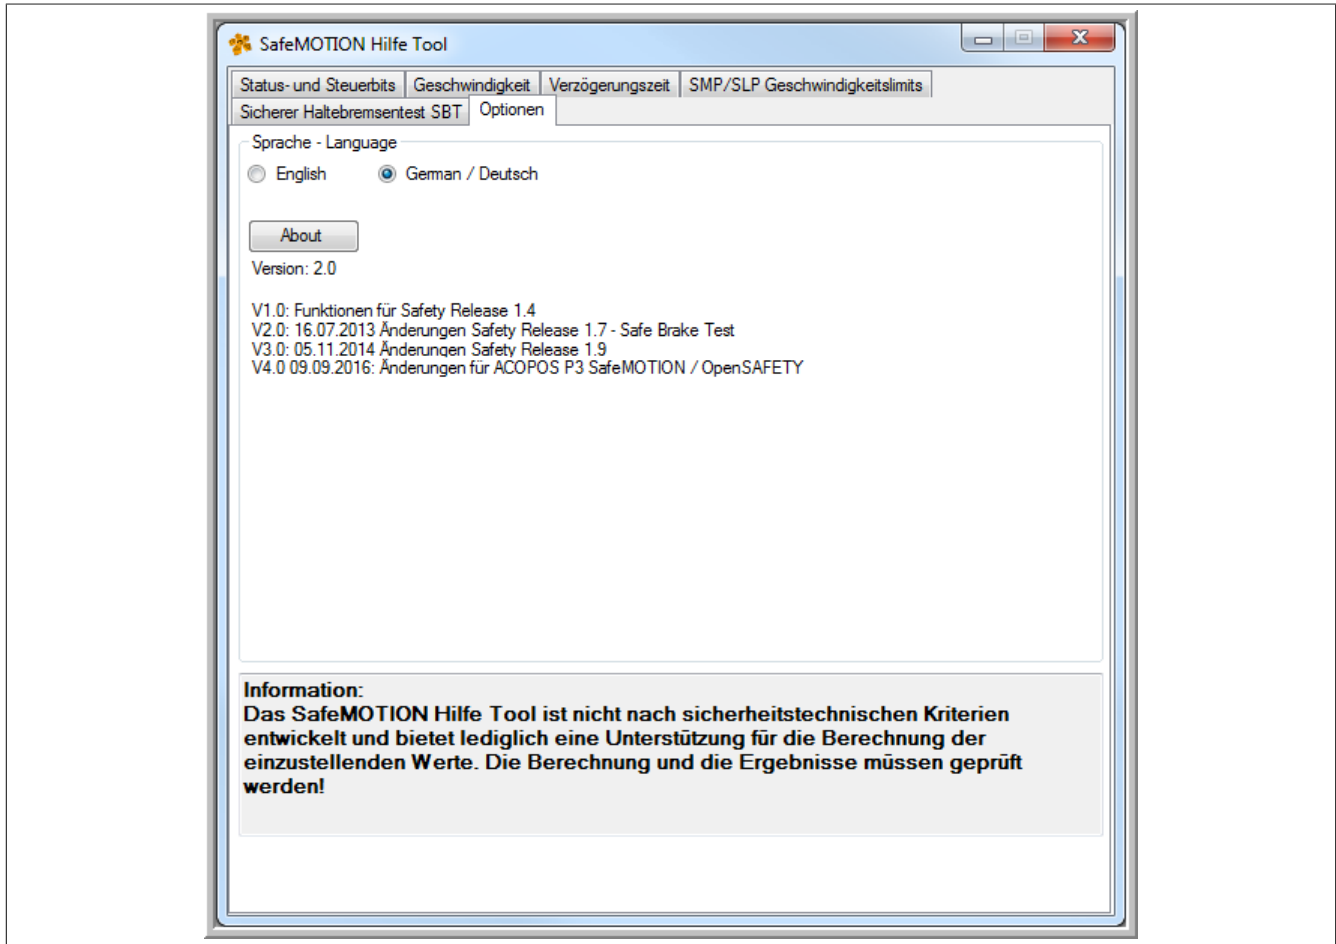 SafeMOTION Hilfe Tool
Status- und Steuerbits Geschwindigkeit Verzögerungszeit SMP/SLP Geschwindigkeitslimits
Sicherer Haltebremsentest SBT Optionen
Sprache - Language
English German / Deutsch
About
Version: 2.0
V1.0: Funktionen für Safety Release 1.4
V2.0: 16.07.2013 Änderungen Safety Release 1.7 - Safe Brake Test
V3.0: 05.11.2014 Änderungen Safety Release 1.9
V4.0 09.09.2016: Änderungen für ACOPOS P3 SafeMOTION / OpenSAFETY
Information:
Das SafeMOTION Hilfe Tool ist nicht nach sicherheitstechnischen Kriterien
entwickelt und bietet lediglich eine Unterstützung für die Berechnung der
einzustellenden Werte. Die Berechnung und die Ergebnisse müssen geprüft
werden!